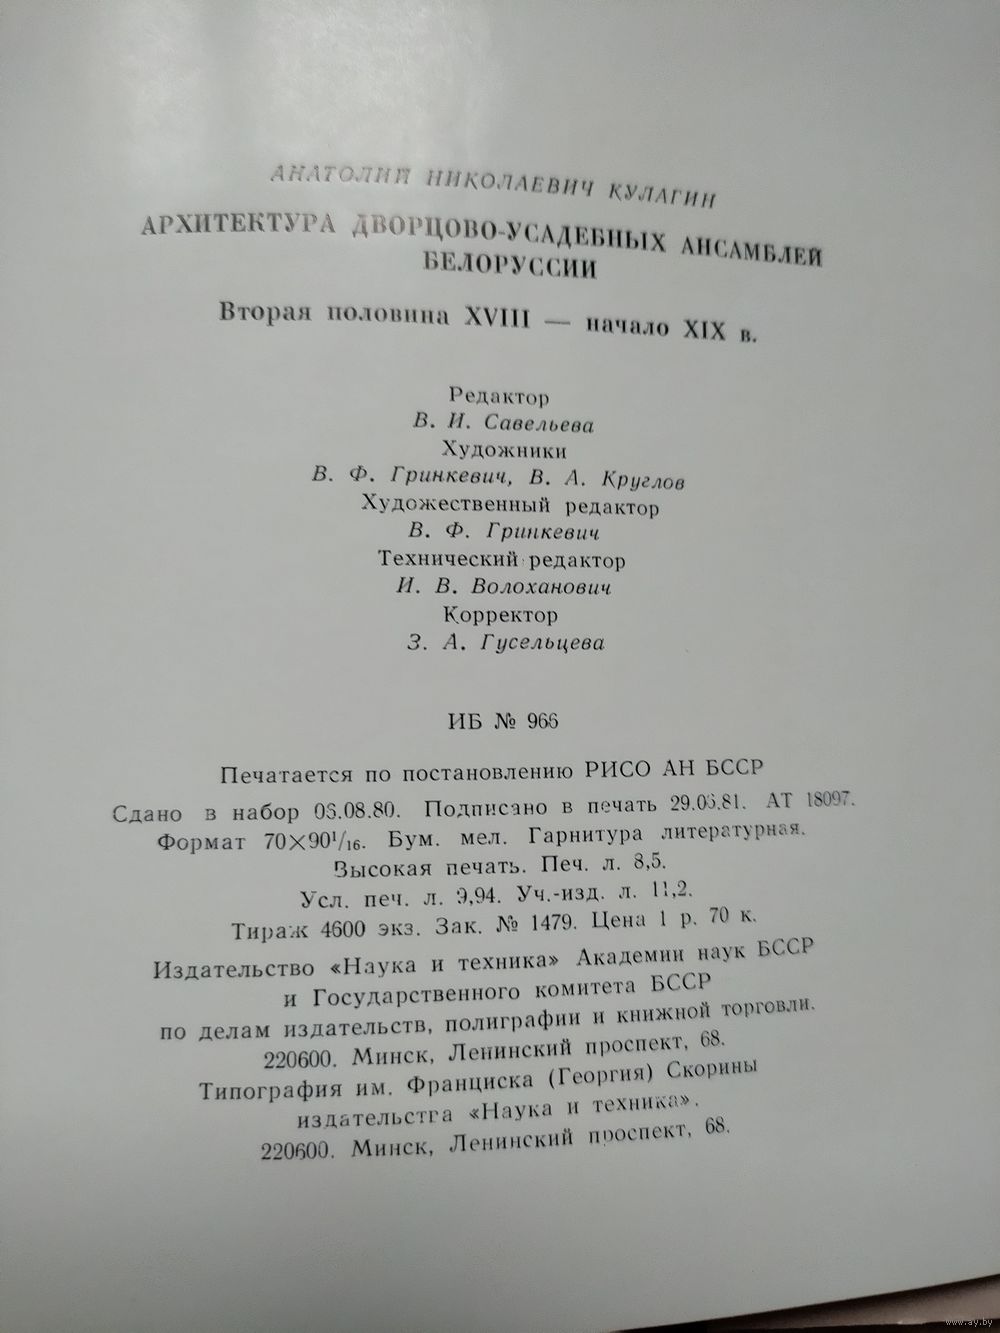 АНАТОЛИЙ НИКОЛАЕВИЧ КУЛАГИН
АРХИТЕКТУРА ДВОРЦОВО-УСАДЕБНЫХ АНСАМБЛЕЙ
БЕЛОРУССИИ
Вторая половина XVIII — начало XIX в.
Редактор
В. И. Савельева
Художники
В. Ф. Гринкевич, В. А. Круглов
Художественный редактор
В. Ф. Гринкевич
Технический редактор
И. В. Волоханович
Корректор
З. А. Гусельцева
ИБ № 966
Печатается по постановлению РИСО АН БССР
Сдано в набор 06.08.80. Подписано в печать 29.06.81. АТ 18097.
Формат 70×90¹/₁₆. Бум. мел. Гарнитура литературная.
Высокая печать. Печ. л. 8,5.
Усл. печ. л. 9,94. Уч.-изд. л. 11,2.
Тираж 4600 экз. Зак. № 1479. Цена 1 р. 70 к.
Издательство «Наука и техника» Академии наук БССР
и Государственного комитета БССР
по делам издательств, полиграфии и книжной торговли.
220600. Минск, Ленинский проспект, 68.
Типография им. Франциска (Георгия) Скорины
издательства «Наука и техника».
220600. Минск, Ленинский проспект, 68.
www.ay.by